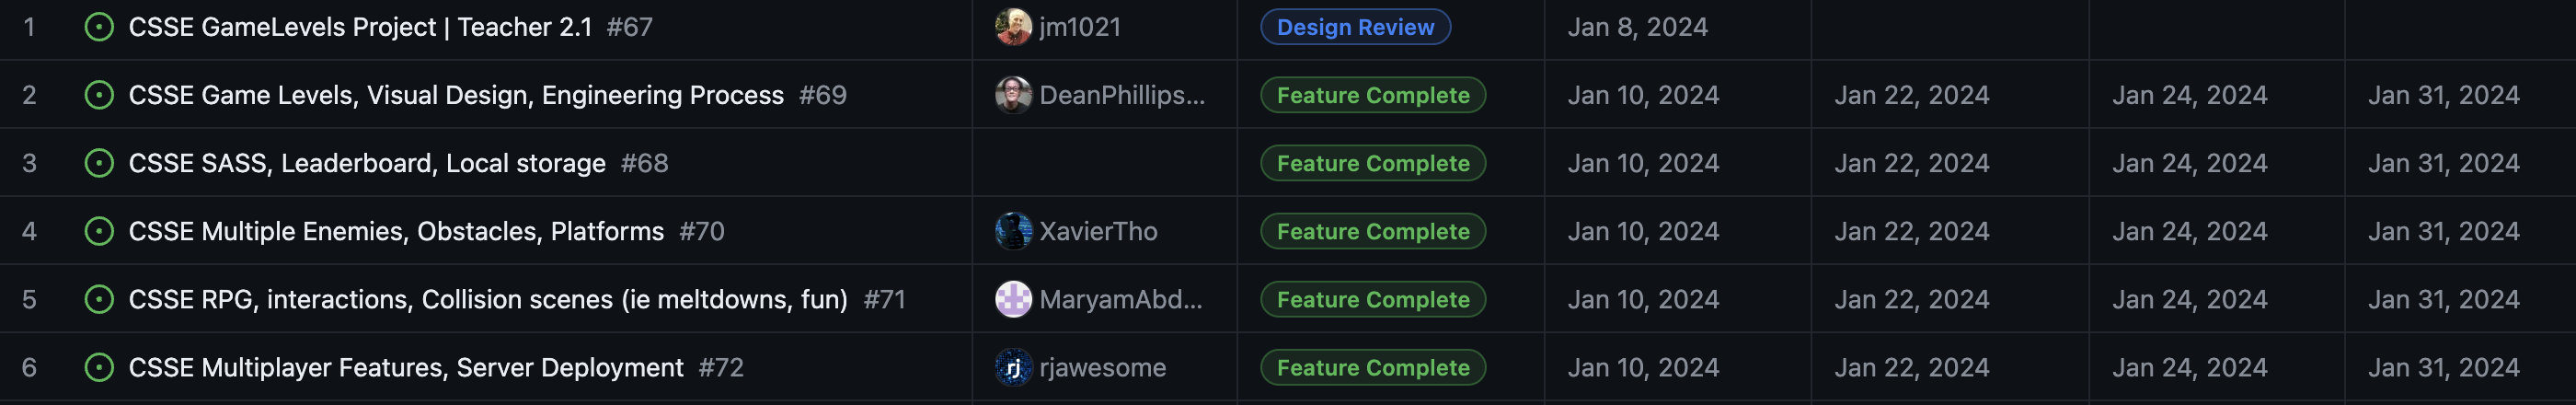 1 CSSE GameLevels Project | Teacher 2.1 #67 jm1021 Design Review Jan 8, 2024
2 CSSE Game Levels, Visual Design, Engineering Process #69 DeanPhillips... Feature Complete Jan 10, 2024 Jan 22, 2024 Jan 24, 2024 Jan 31, 2024
3 CSSE SASS, Leaderboard, Local storage #68 Feature Complete Jan 10, 2024 Jan 22, 2024 Jan 24, 2024 Jan 31, 2024
4 CSSE Multiple Enemies, Obstacles, Platforms #70 XavierTho Feature Complete Jan 10, 2024 Jan 22, 2024 Jan 24, 2024 Jan 31, 2024
5 CSSE RPG, interactions, Collision scenes (ie meltdowns, fun) #71 MaryamAbd... Feature Complete Jan 10, 2024 Jan 22, 2024 Jan 24, 2024 Jan 31, 2024
6 CSSE Multiplayer Features, Server Deployment #72 rj rjawesome Feature Complete Jan 10, 2024 Jan 22, 2024 Jan 24, 2024 Jan 31, 2024